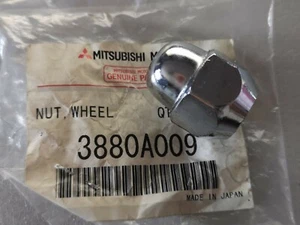 MITSUBISHI M
GENUINE
NUT, WHEEL
3880A009
MADE IN JAPAN